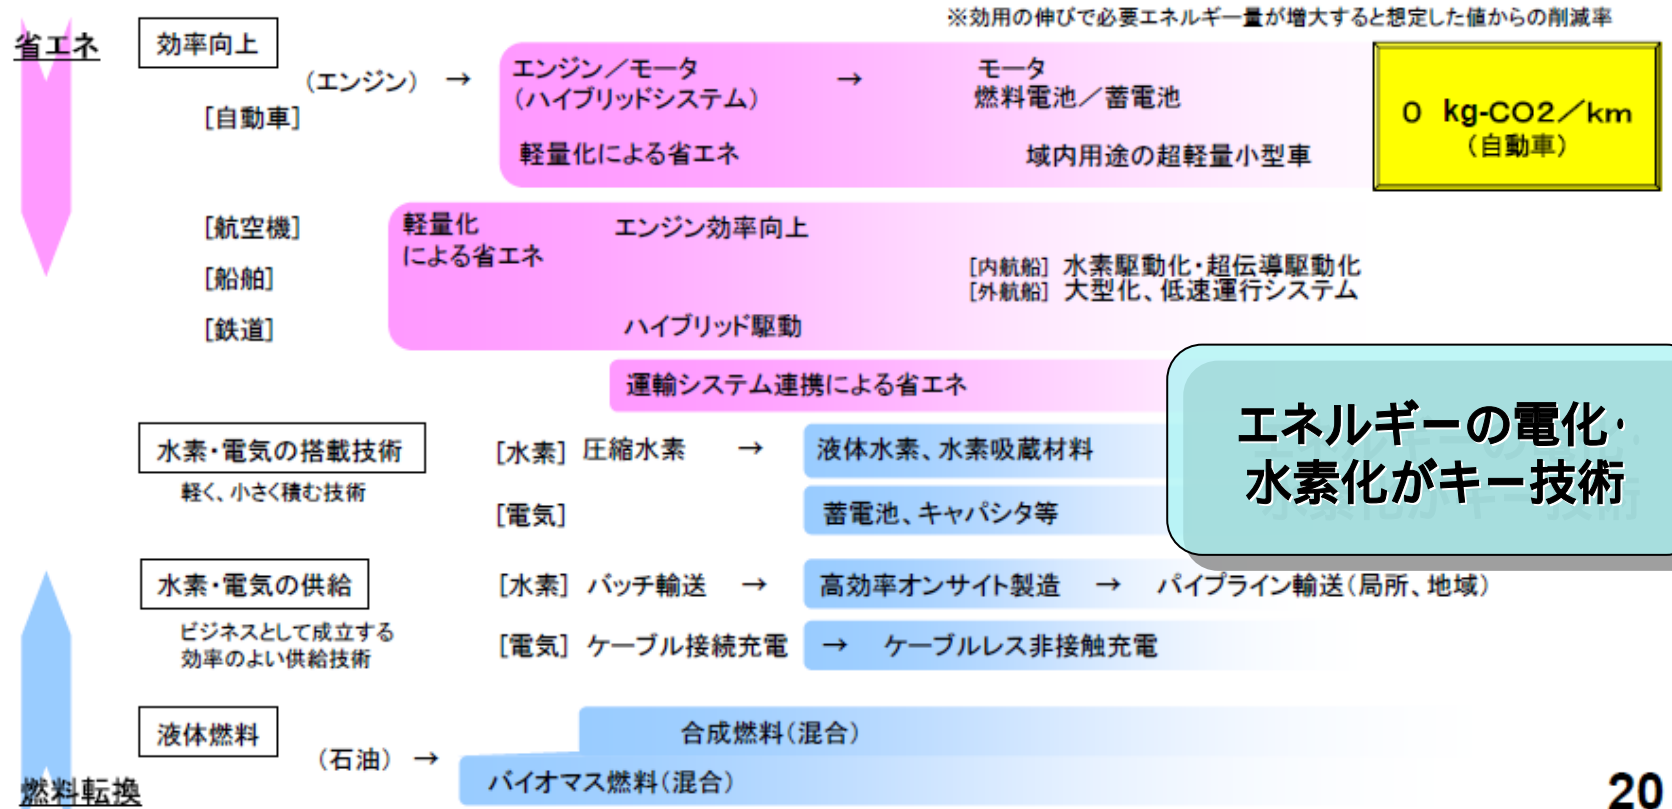 ※効用の伸びで必要エネルギー量が増大すると想定した値からの削減率
省エネ
効率向上
(エンジン) →
エンジン／モータ
(ハイブリッドシステム)
→
モータ
燃料電池／蓄電池
[自動車]
軽量化による省エネ
域内用途の超軽量小型車
0 kg-CO2／km
(自動車)
[航空機]
軽量化
による省エネ
エンジン効率向上
[船舶]
[内航船] 水素駆動化・超伝導駆動化
[外航船] 大型化、低速運行システム
[鉄道]
ハイブリッド駆動
運輸システム連携による省エネ
エネルギーの電化・
水素化がキー技術
水素・電気の搭載技術
軽く、小さく積む技術
[水素] 圧縮水素 → 液体水素、水素吸蔵材料
[電気] 蓄電池、キャパシタ等
水素・電気の供給
ビジネスとして成立する
効率のよい供給技術
[水素] バッチ輸送 → 高効率オンサイト製造 → パイプライン輸送(局所、地域)
[電気] ケーブル接続充電 → ケーブルレス非接触充電
液体燃料
(石油) →
合成燃料(混合)
バイオマス燃料(混合)
燃料転換
20